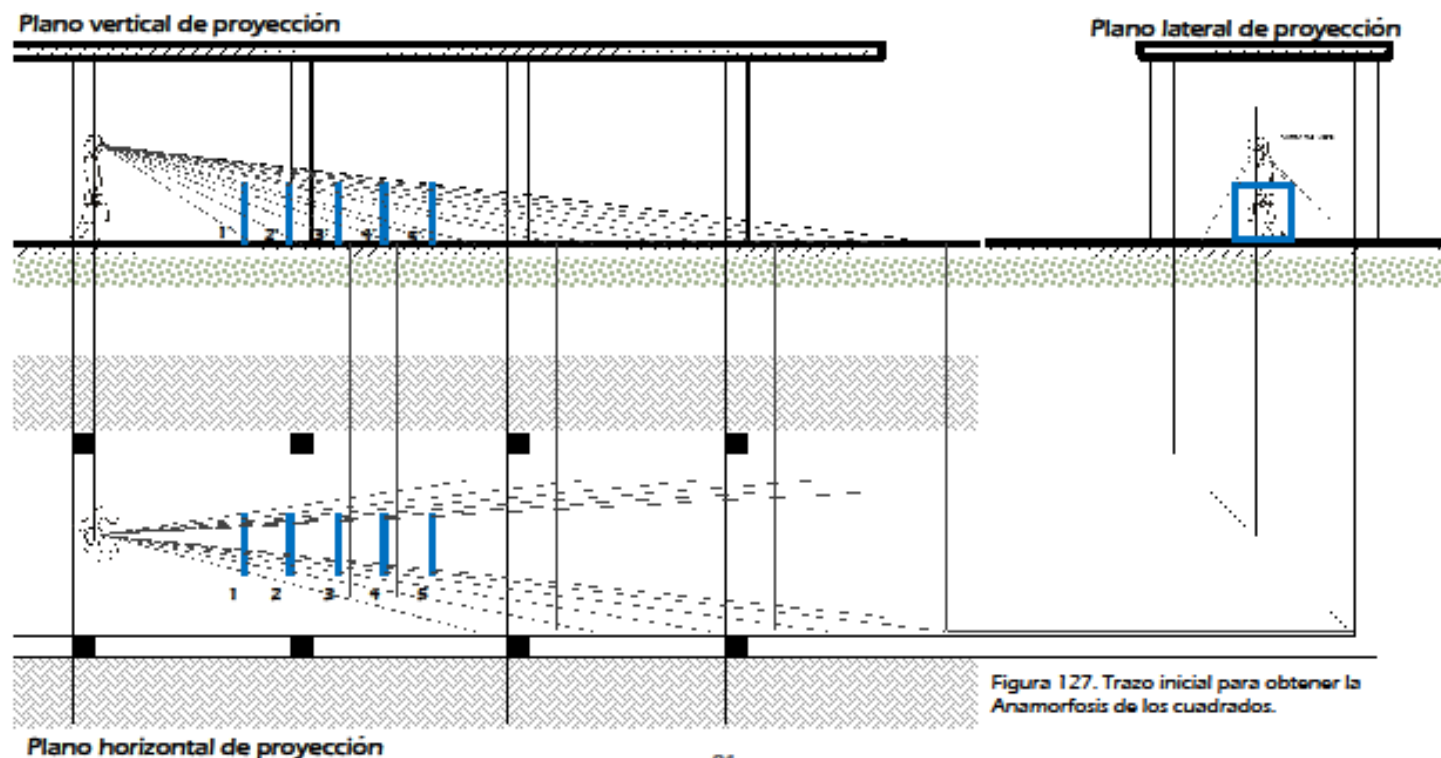 Plano vertical de proyección
Plano lateral de proyección
1 2 3 4 5
1 2 3 4 5
Figura 127. Trazo inicial para obtener la
Anamorfosis de los cuadrados.
Plano horizontal de proyección